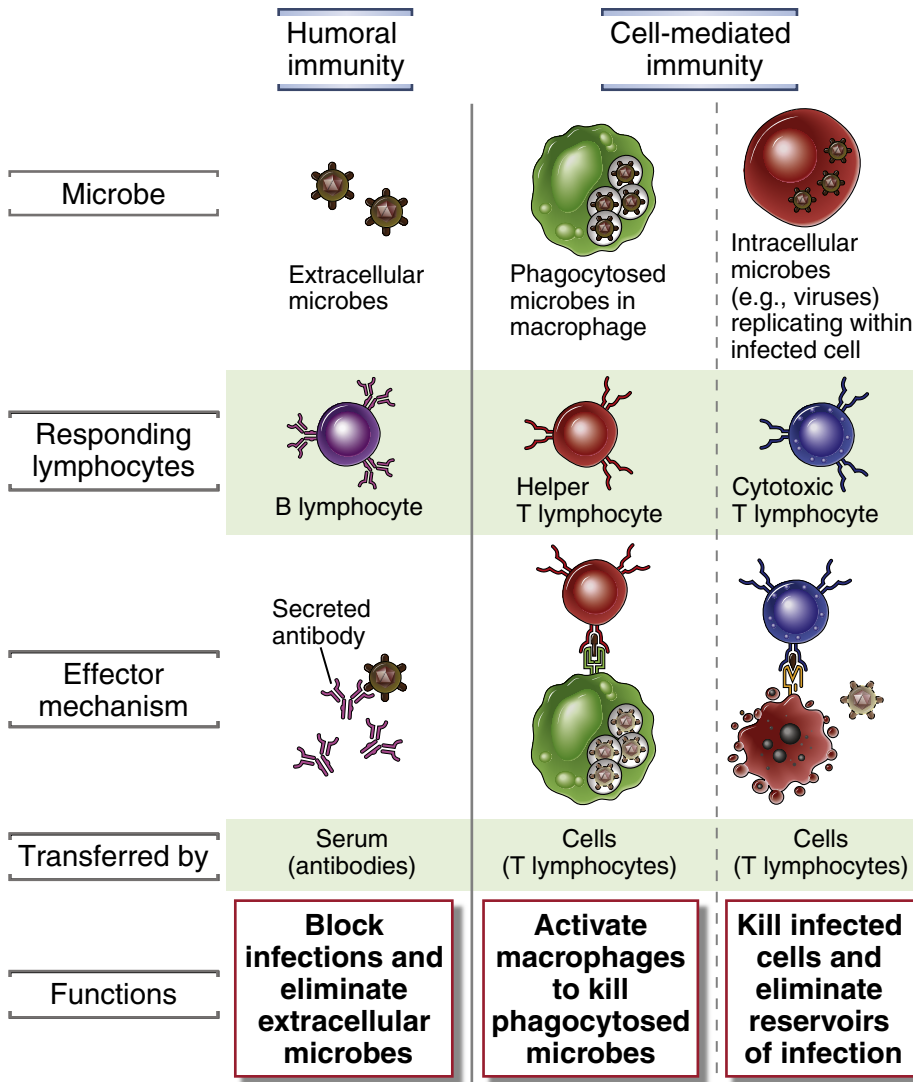 Humoral
immunity
Cell-mediated
immunity
Microbe
Extracellular
microbes
Phagocytosed
microbes in
macrophage
Intracellular
microbes
(e.g., viruses)
replicating within
infected cell
Responding
lymphocytes
B lymphocyte
Helper
T lymphocyte
Cytotoxic
T lymphocyte
Effector
mechanism
Secreted
antibody
Transferred by
Serum
(antibodies)
Cells
(T lymphocytes)
Cells
(T lymphocytes)
Functions
Block
infections and
eliminate
extracellular
microbes
Activate
macrophages
to kill
phagocytosed
microbes
Kill infected
cells and
eliminate
reservoirs
of infection